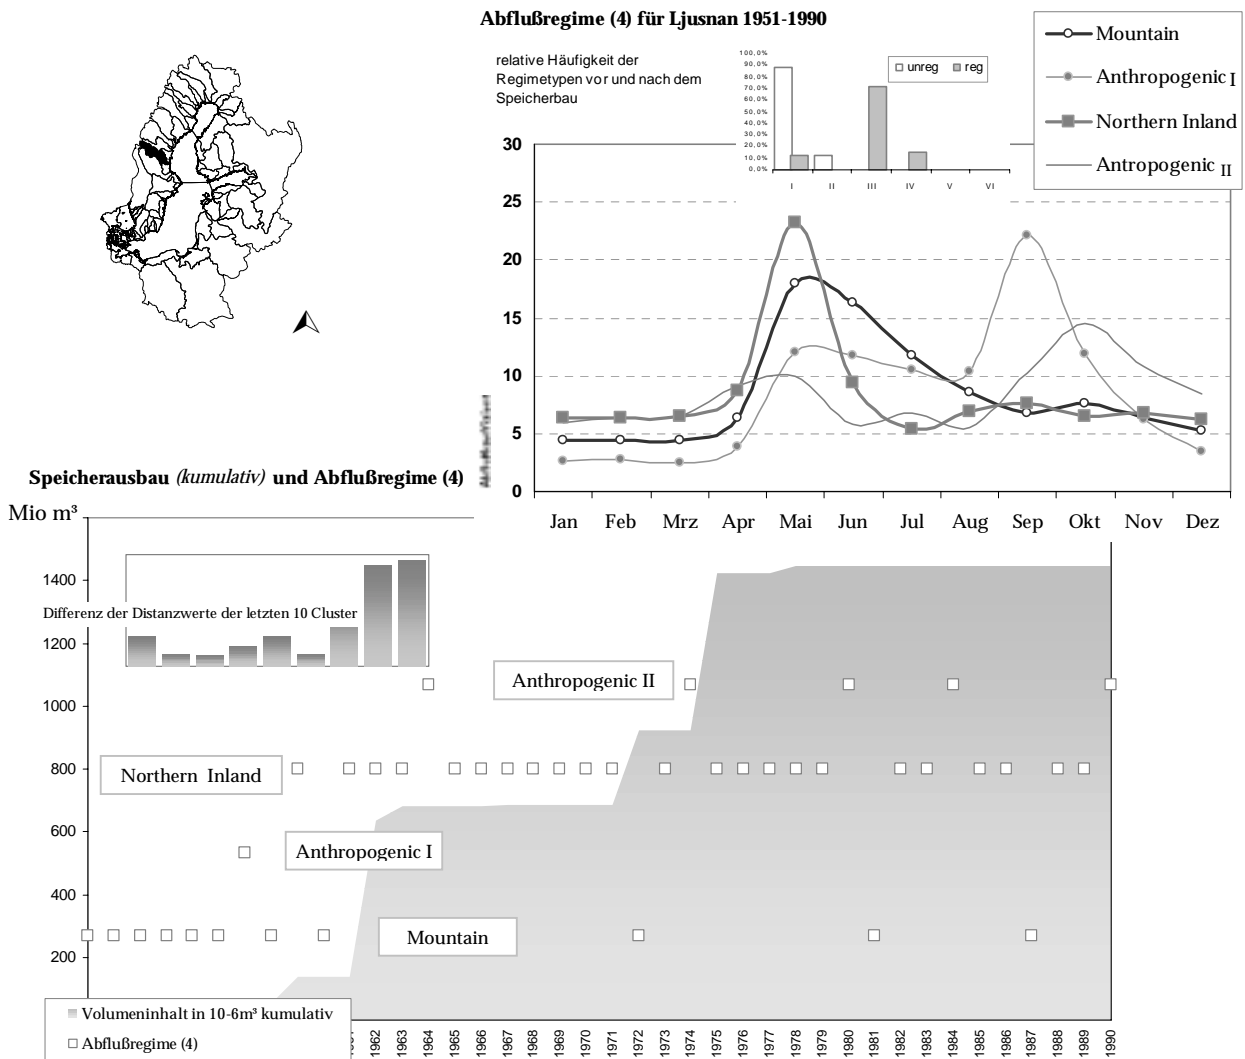 Abflußregime (4) für Ljusnan 1951-1990
relative Häufigkeit der
Regimetypen vor und nach dem
Speicherbau
100,0%
90,0%
80,0%
70,0%
60,0%
50,0%
40,0%
30,0%
20,0%
10,0%
0,0%
unreg reg
I II III IV V VI
Mountain
Anthropogenic I
Northern Inland
Antropogenic II
30
25
20
15
10
5
0
Jan Feb Mrz Apr Mai Jun Jul Aug Sep Okt Nov Dez
Speicherausbau (kumulativ) und Abflußregime (4)
Mio m³
1400
1200
1000
800
600
400
200
Differenz der Distanzwerte der letzten 10 Cluster
Anthropogenic II
Northern Inland
Anthropogenic I
Mountain
Volumeninhalt in 10-6m³ kumulativ
Abflußregime (4)
1962 1963 1964 1965 1966 1967 1968 1969 1970 1971 1972 1973 1974 1975 1976 1977 1978 1979 1980 1981 1982 1983 1984 1985 1986 1987 1988 1989 1990